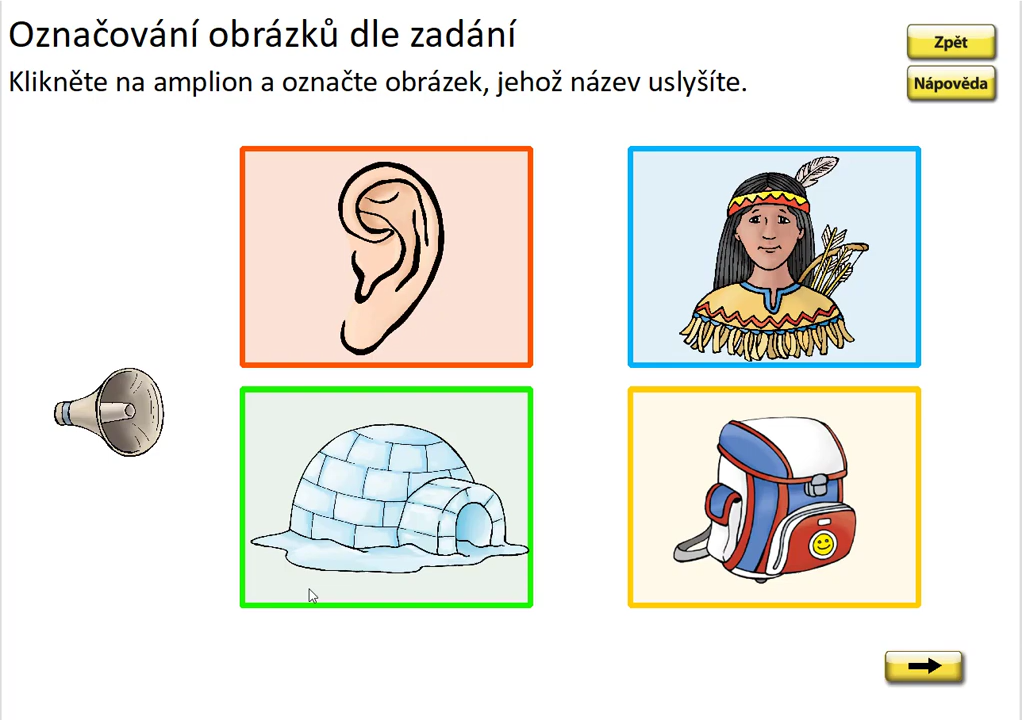 Označování obrázků dle zadání
Klikněte na amplion a označte obrázek, jehož název uslyšíte.
Zpět
Nápověda